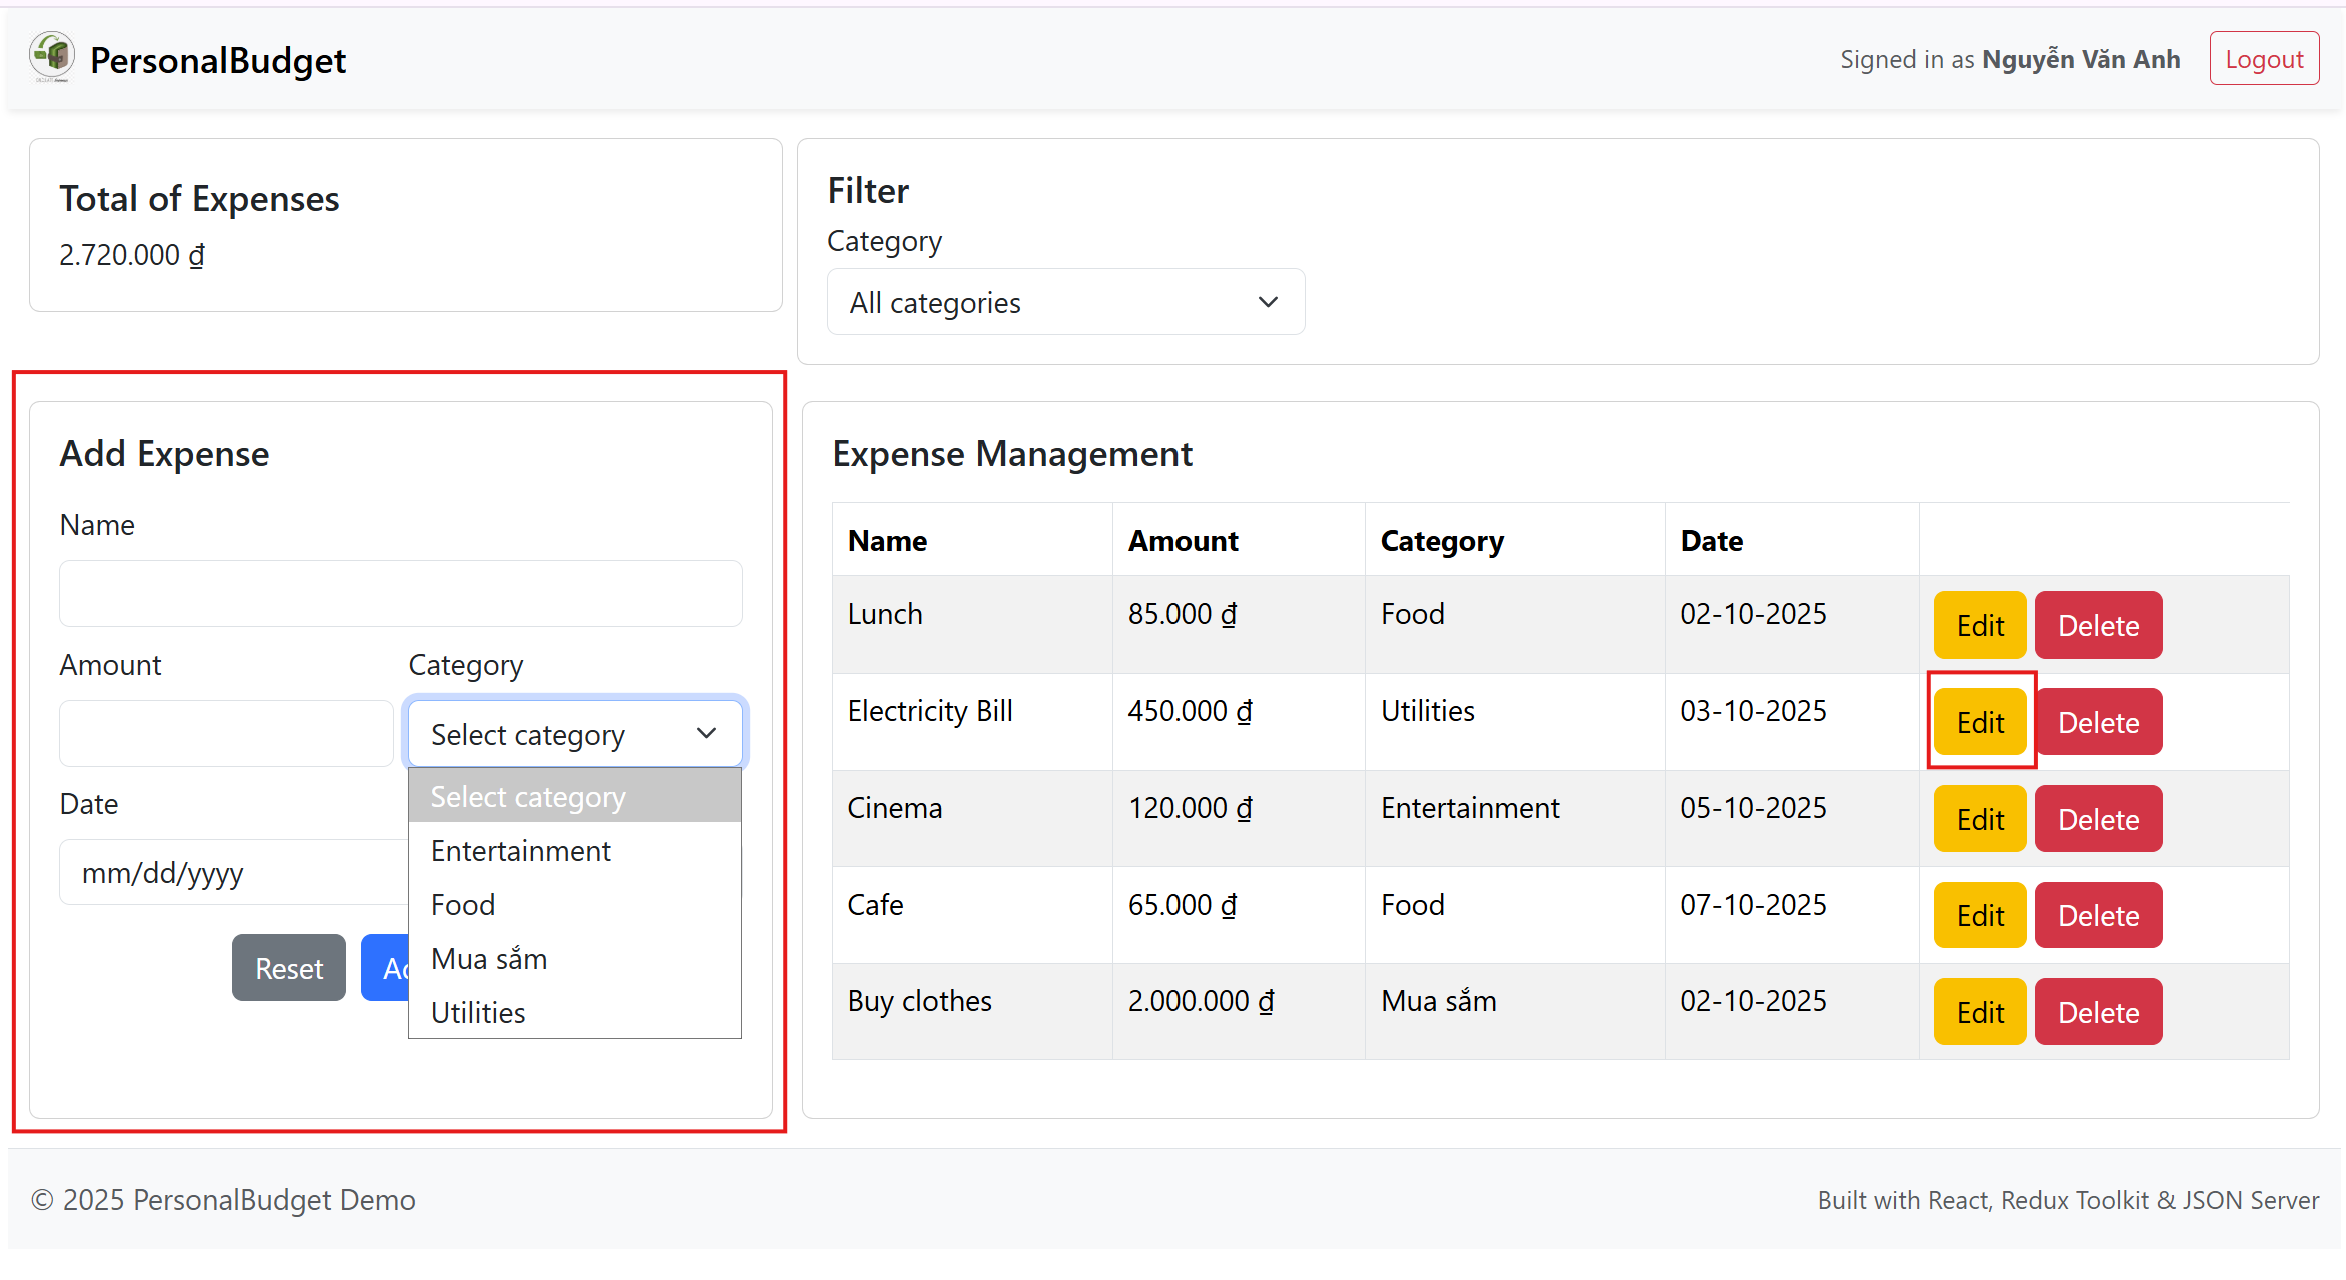 PersonalBudget
Signed in as Nguyễn Văn Anh
Logout
Total of Expenses
2.720.000 ₫
Filter
Category
All categories
Add Expense
Name
Amount
Category
Select category
Select category
Entertainment
Food
Mua sắm
Utilities
Date
mm/dd/yyyy
Reset
Expense Management
Name Amount Category Date
Lunch 85.000 ₫ Food 02-10-2025 Edit Delete
Electricity Bill 450.000 ₫ Utilities 03-10-2025 Edit Delete
Cinema 120.000 ₫ Entertainment 05-10-2025 Edit Delete
Cafe 65.000 ₫ Food 07-10-2025 Edit Delete
Buy clothes 2.000.000 ₫ Mua sắm 02-10-2025 Edit Delete
© 2025 PersonalBudget Demo
Built with React, Redux Toolkit & JSON Server